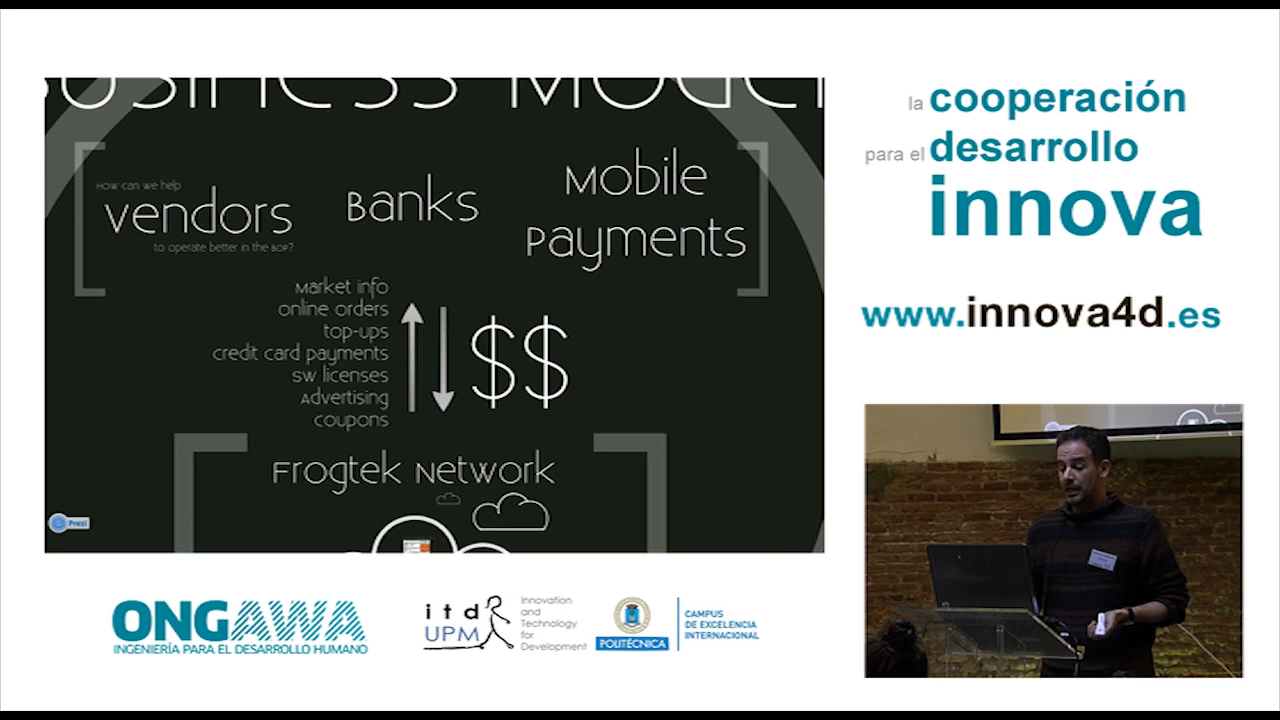 Business Model
How can we help
vendors
to operate better in the BOP?
Banks
Mobile
Payments
Market info
online orders
top-ups
credit card payments
SW licenses
Advertising
coupons
$$
Frogtek Network
Prezi
la cooperación
para el desarrollo
innova
www.innova4d.es
ONGAWA
INGENIERÍA PARA EL DESARROLLO HUMANO
itd
UPM
Innovation
and
Technology
for
Development
POLITÉCNICA
CAMPUS
DE EXCELENCIA
INTERNACIONAL